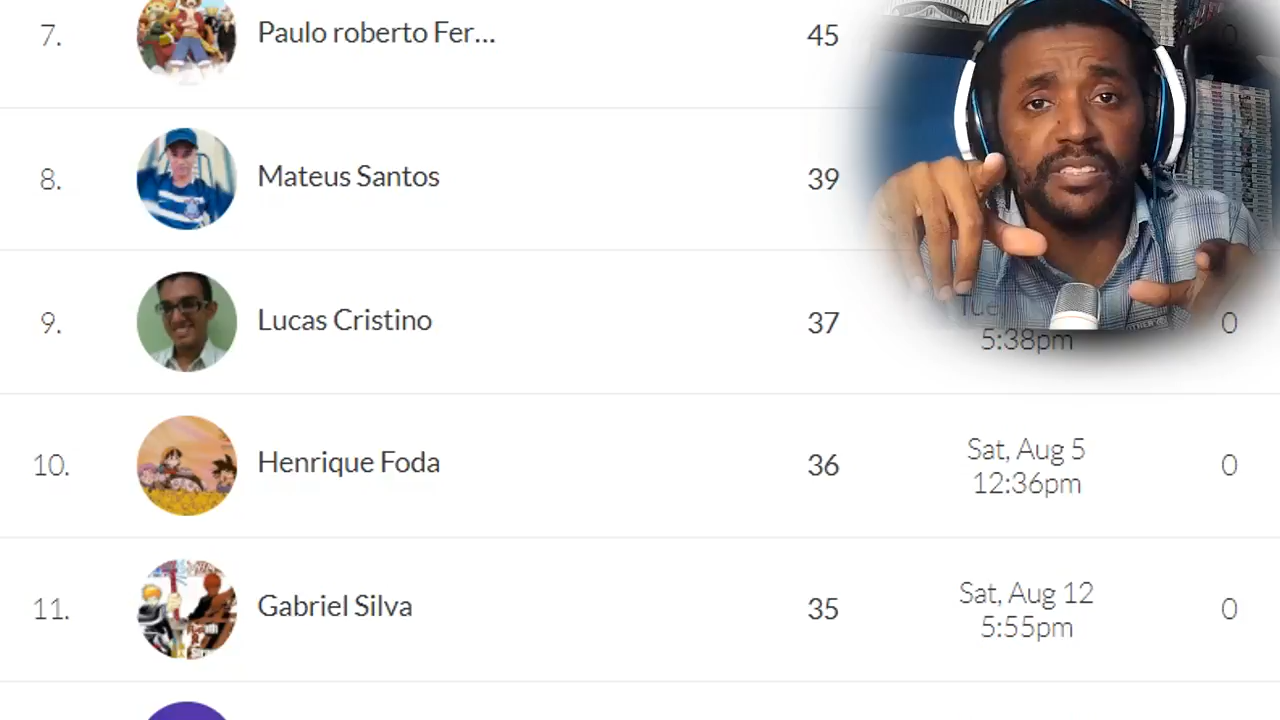 7. Paulo roberto Fer... 45
8. Mateus Santos 39
9. Lucas Cristino 37 5:38pm 0
10. Henrique Foda 36 Sat, Aug 5 12:36pm 0
11. Gabriel Silva 35 Sat, Aug 12 5:55pm 0